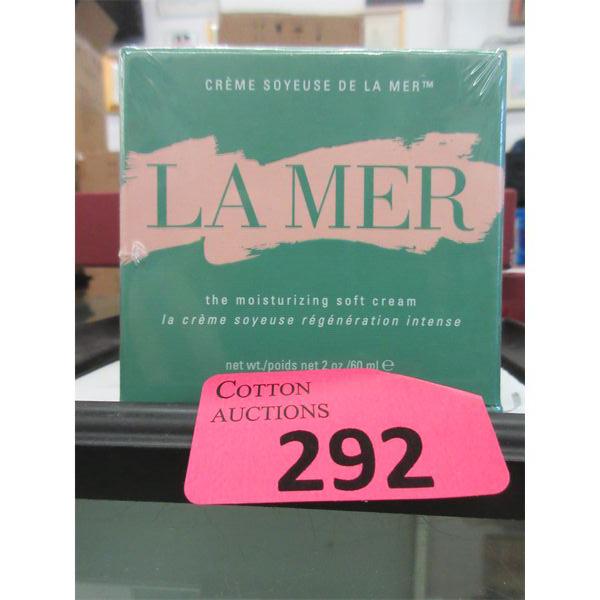 CRÈME SOYEUSE DE LA MER™
LA MER
the moisturizing soft cream
la crème soyeuse régénération intense
net wt./poids net 2 oz /60 ml ℮
COTTON
AUCTIONS
292